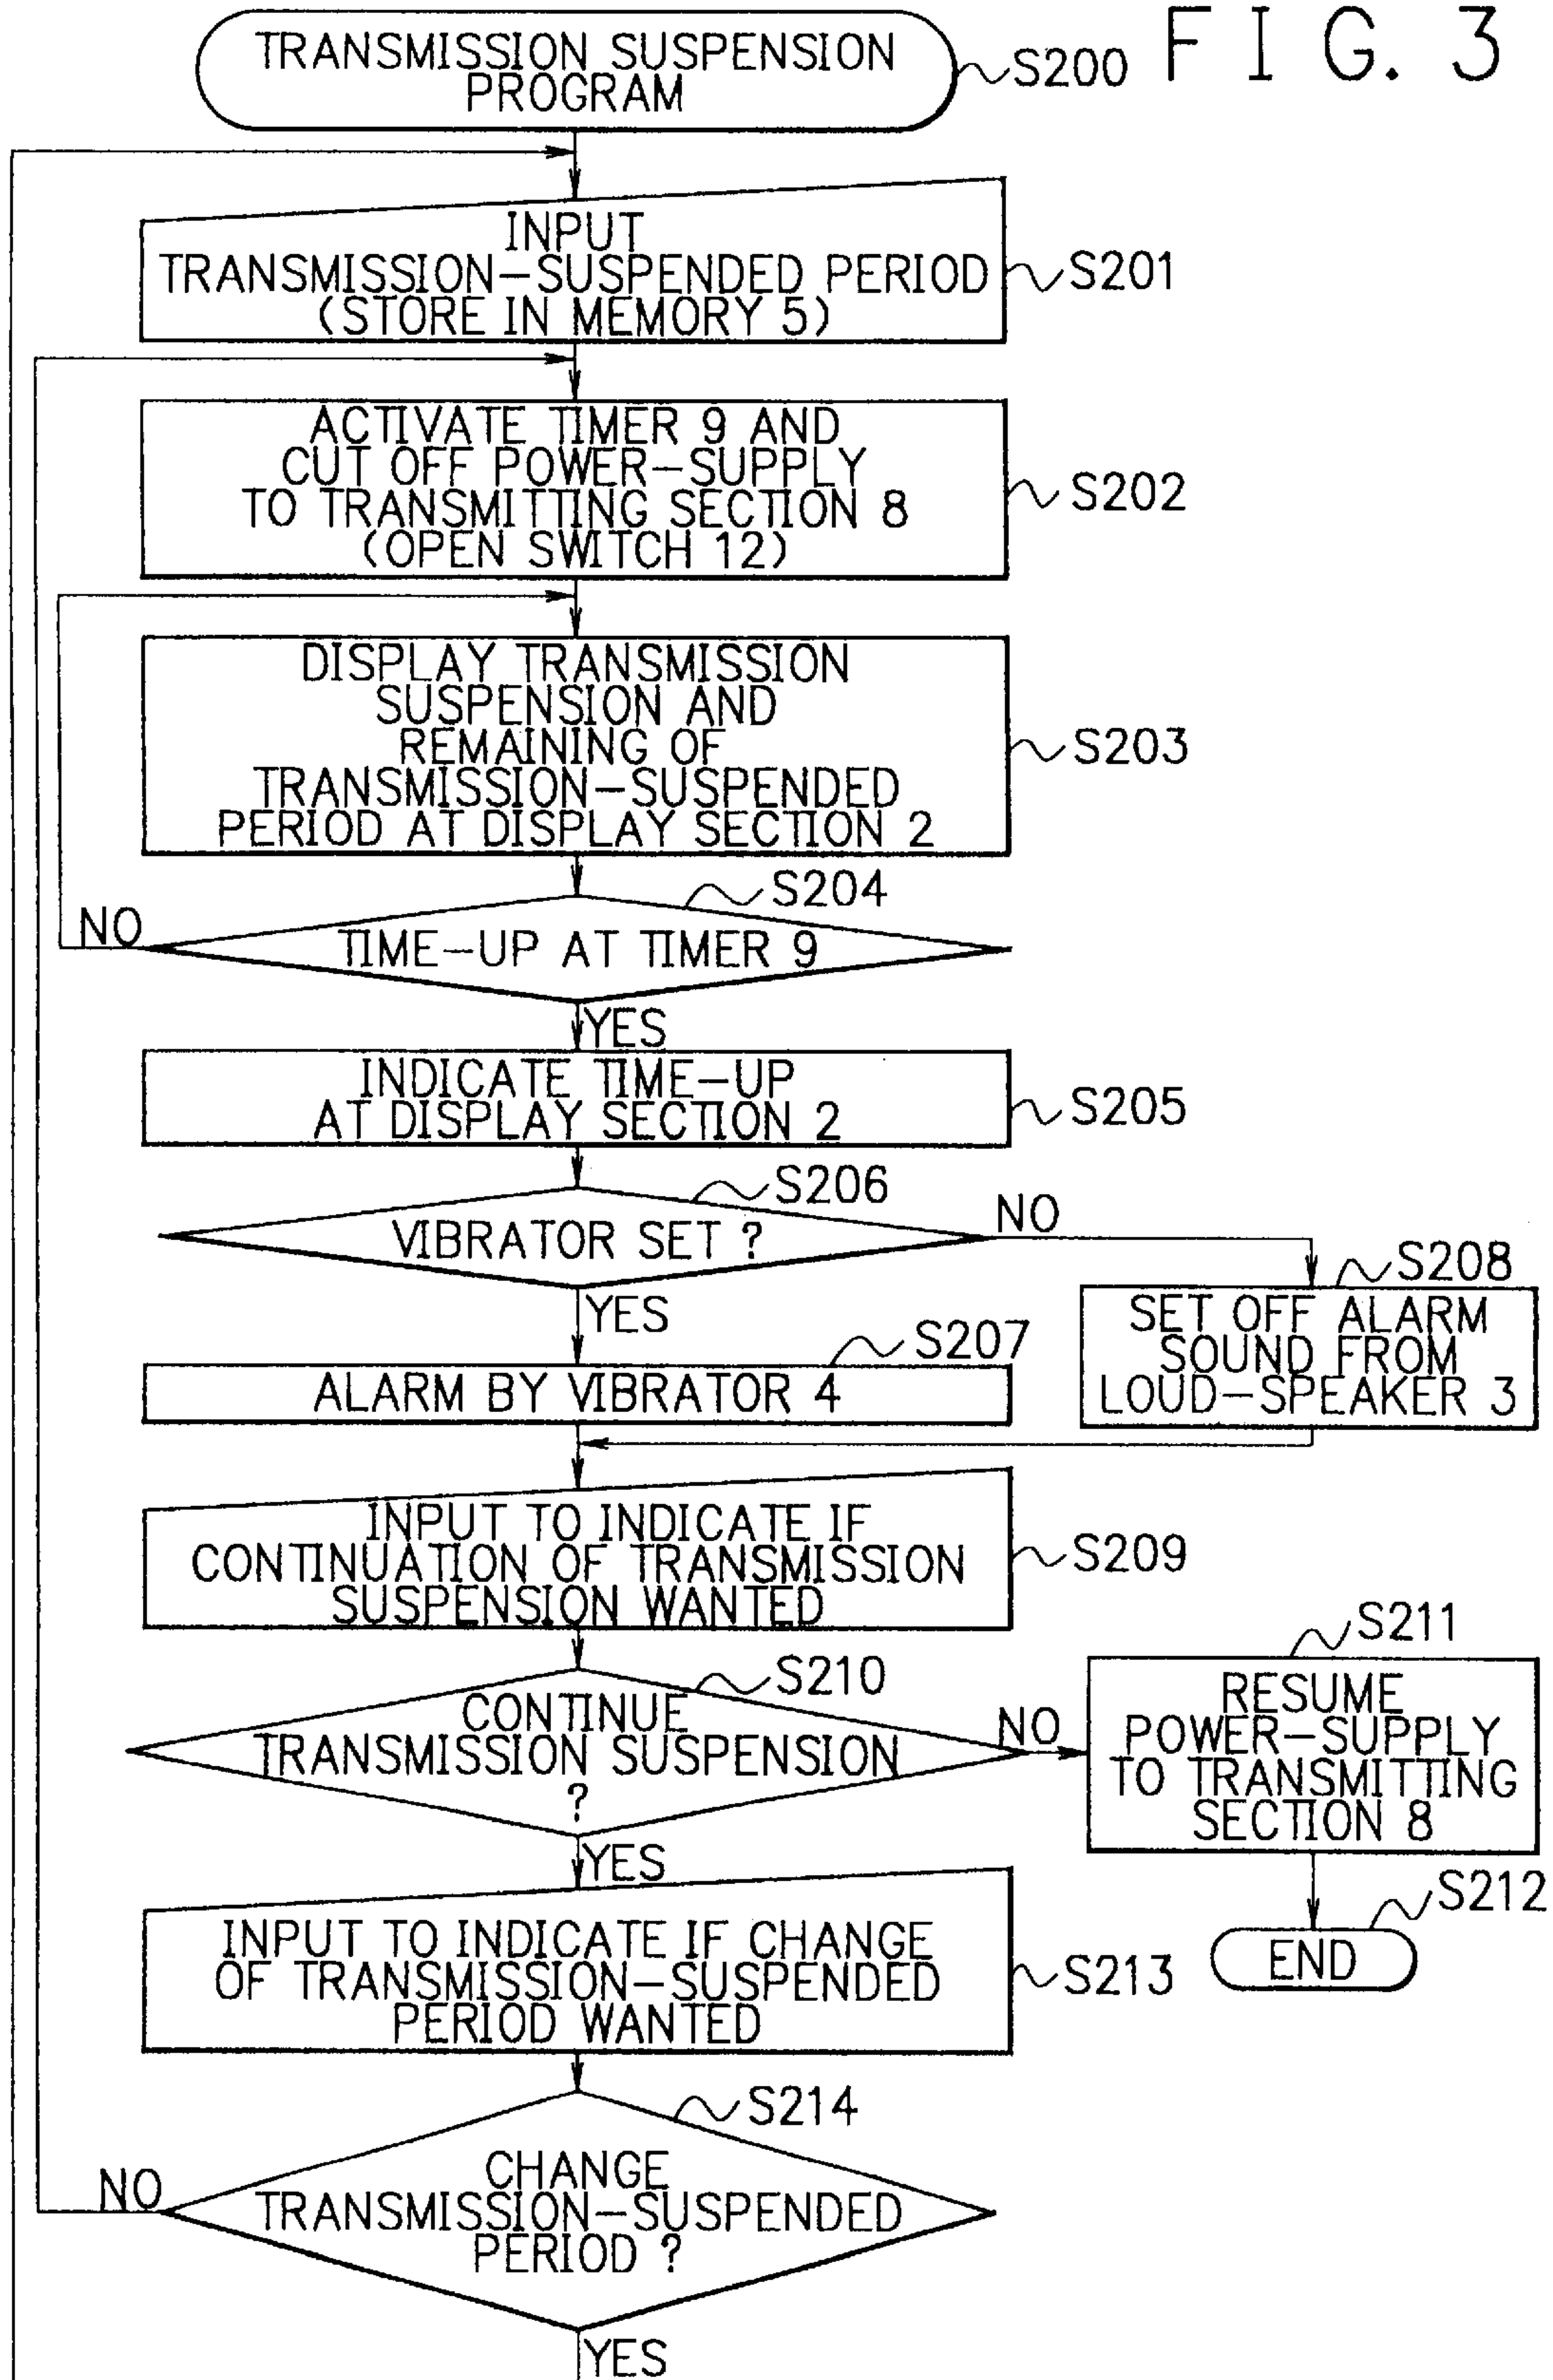 FIG. 3
TRANSMISSION SUSPENSION
PROGRAM
S200
INPUT
TRANSMISSION-SUSPENDED PERIOD
(STORE IN MEMORY 5)
S201
ACTIVATE TIMER 9 AND
CUT OFF POWER-SUPPLY
TO TRANSMITTING SECTION 8
(OPEN SWITCH 12)
S202
DISPLAY TRANSMISSION
SUSPENSION AND
REMAINING OF
TRANSMISSION-SUSPENDED
PERIOD AT DISPLAY SECTION 2
S203
S204
NO
TIME-UP AT TIMER 9
YES
INDICATE TIME-UP
AT DISPLAY SECTION 2
S205
S206
VIBRATOR SET ?
NO
YES
S208
SET OFF ALARM
SOUND FROM
LOUD-SPEAKER 3
S207
ALARM BY VIBRATOR 4
INPUT TO INDICATE IF
CONTINUATION OF TRANSMISSION
SUSPENSION WANTED
S209
S210
CONTINUE
TRANSMISSION SUSPENSION
?
NO
YES
S211
RESUME
POWER-SUPPLY
TO TRANSMITTING
SECTION 8
S212
END
INPUT TO INDICATE IF CHANGE
OF TRANSMISSION-SUSPENDED
PERIOD WANTED
S213
S214
CHANGE
TRANSMISSION-SUSPENDED
PERIOD ?
NO
YES